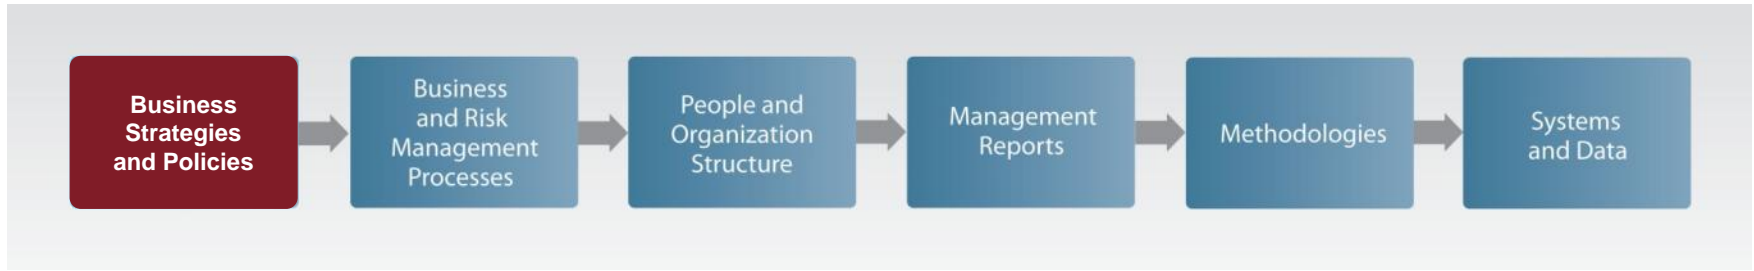 Business
Strategies
and Policies
Business
and Risk
Management
Processes
People and
Organization
Structure
Management
Reports
Methodologies
Systems
and Data